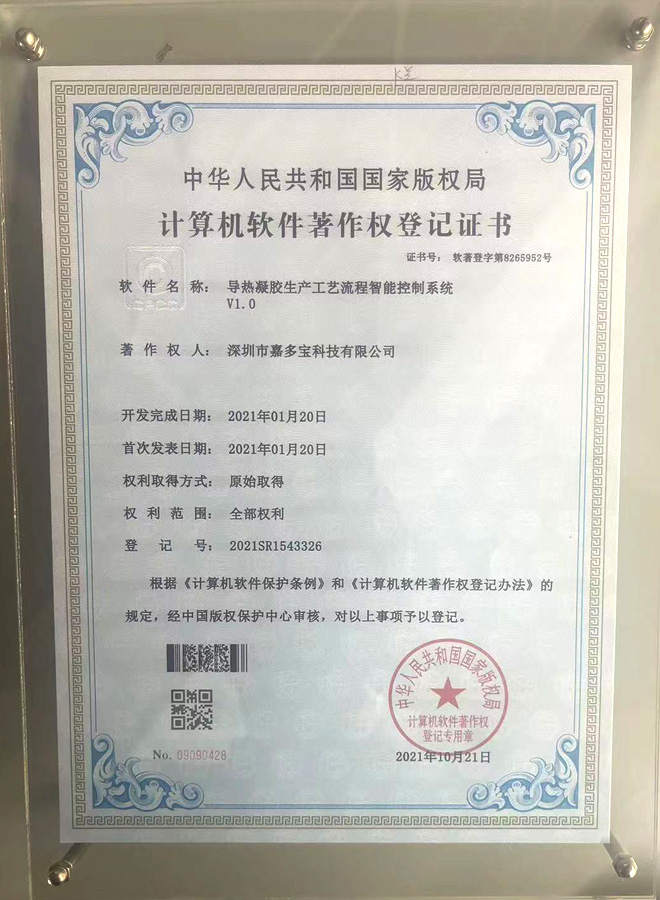 中华人民共和国国家版权局
计算机软件著作权登记证书
证书号： 软著登字第8265952号
软件名称： 导热凝胶生产工艺流程智能控制系统
V1.0
著作权人： 深圳市嘉多宝科技有限公司
开发完成日期： 2021年01月20日
首次发表日期： 2021年01月20日
权利取得方式： 原始取得
权利范围： 全部权利
登记号： 2021SR1543326
根据《计算机软件保护条例》和《计算机软件著作权登记办法》的
规定，经中国版权保护中心审核，对以上事项予以登记。
中华人民共和国国家版权局
计算机软件著作权
登记专用章
No. 09090428
2021年10月21日